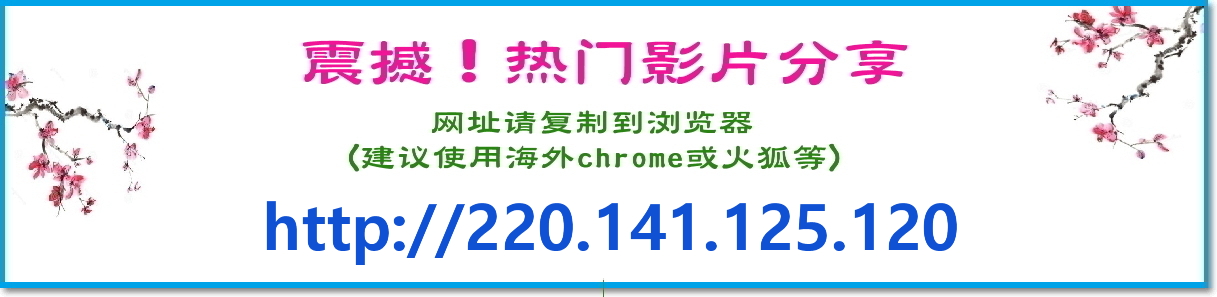 震撼！热门影片分享
网址请复制到浏览器
(建议使用海外chrome或火狐等)
http://220.141.125.120